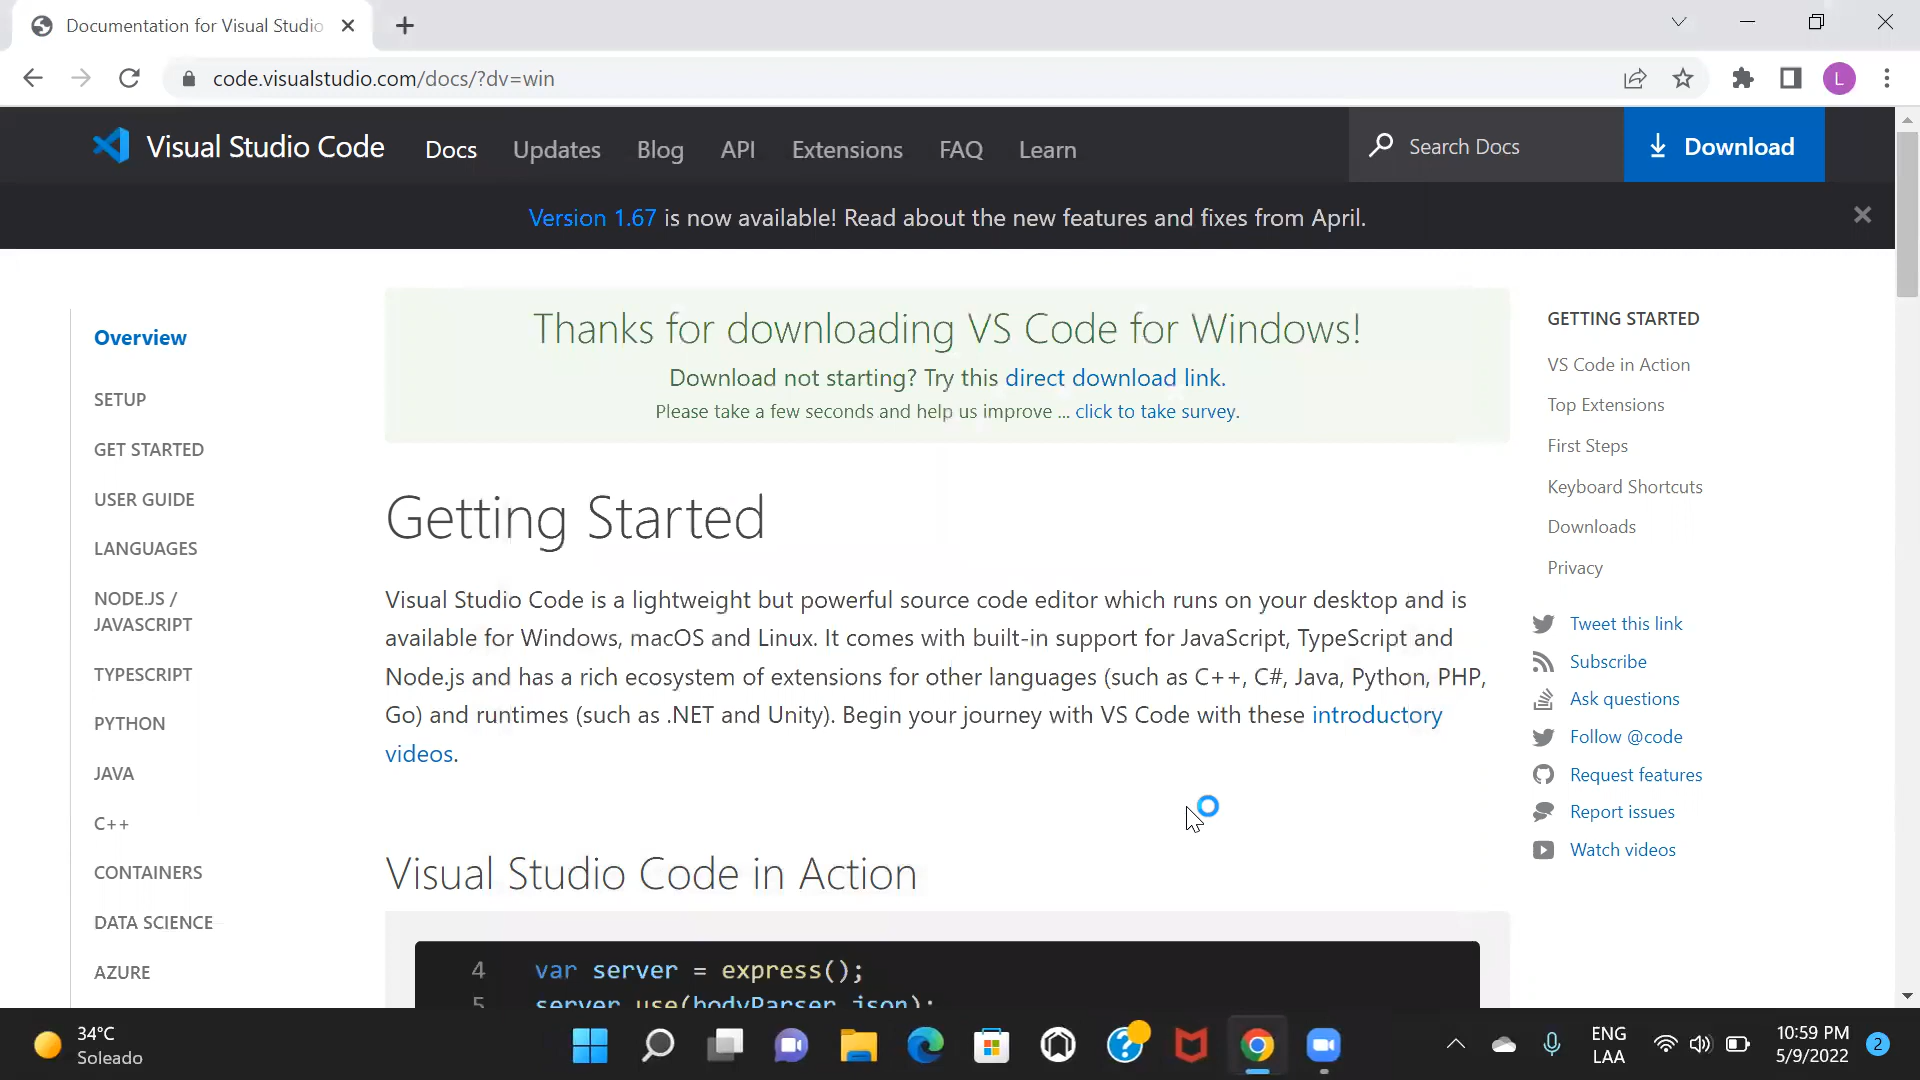 Documentation for Visual Studio
code.visualstudio.com/docs/?dv=win
L
Visual Studio Code
Docs
Updates
Blog
API
Extensions
FAQ
Learn
Search Docs
Download
Version 1.67 is now available! Read about the new features and fixes from April.
Overview
SETUP
GET STARTED
USER GUIDE
LANGUAGES
NODE.JS /
JAVASCRIPT
TYPESCRIPT
PYTHON
JAVA
C++
CONTAINERS
DATA SCIENCE
AZURE
Thanks for downloading VS Code for Windows!
Download not starting? Try this direct download link.
Please take a few seconds and help us improve ... click to take survey.
Getting Started
Visual Studio Code is a lightweight but powerful source code editor which runs on your desktop and is
available for Windows, macOS and Linux. It comes with built-in support for JavaScript, TypeScript and
Node.js and has a rich ecosystem of extensions for other languages (such as C++, C#, Java, Python, PHP,
Go) and runtimes (such as .NET and Unity). Begin your journey with VS Code with these introductory
videos.
Visual Studio Code in Action
4 var server = express();
5 server.use(bodyParser.json);
GETTING STARTED
VS Code in Action
Top Extensions
First Steps
Keyboard Shortcuts
Downloads
Privacy
Tweet this link
Subscribe
Ask questions
Follow @code
Request features
Report issues
Watch videos
34°C
Soleado
ENG
LAA
10:59 PM
5/9/2022
2